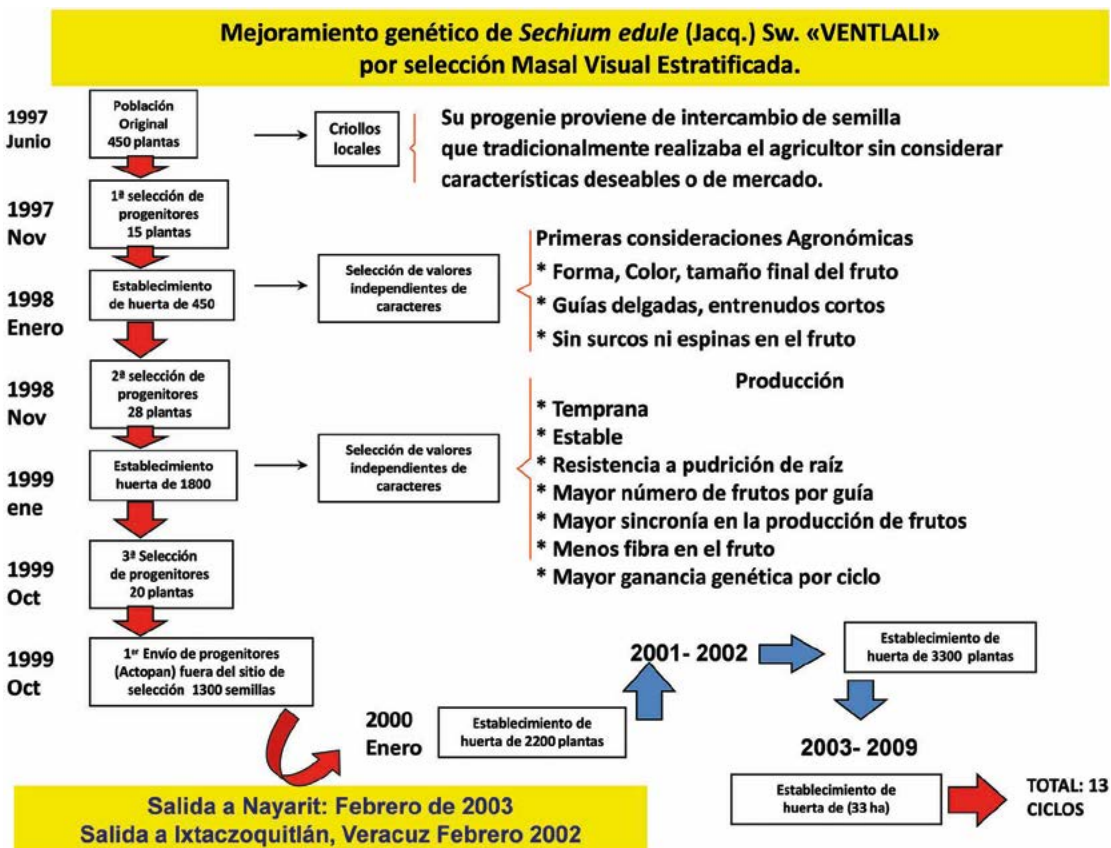 Mejoramiento genético de Sechium edule (Jacq.) Sw. «VENTLALI»
por selección Masal Visual Estratificada.
1997
Junio
Población
Original
450 plantas
Criollos
locales
Su progenie proviene de intercambio de semilla
que tradicionalmente realizaba el agricultor sin considerar
características deseables o de mercado.
1997
Nov
1ª selección de
progenitores
15 plantas
1998
Enero
Establecimiento
de huerta de 450
Selección de valores
independientes de
caracteres
Primeras consideraciones Agronómicas
* Forma, Color, tamaño final del fruto
* Guías delgadas, entrenudos cortos
* Sin surcos ni espinas en el fruto
1998
Nov
2ª selección de
progenitores
28 plantas
1999
ene
Establecimiento
huerta de 1800
Selección de valores
independientes de
caracteres
Producción
* Temprana
* Estable
* Resistencia a pudrición de raíz
* Mayor número de frutos por guía
* Mayor sincronía en la producción de frutos
* Menos fibra en el fruto
* Mayor ganancia genética por ciclo
1999
Oct
3ª Selección
de progenitores
20 plantas
1999
Oct
1er Envío de progenitores
(Actopan) fuera del sitio de
selección 1300 semillas
2000
Enero
Establecimiento de
huerta de 2200 plantas
2001- 2002
Establecimiento de
huerta de 3300 plantas
2003- 2009
Establecimiento de
huerta de (33 ha)
TOTAL: 13
CICLOS
Salida a Nayarit: Febrero de 2003
Salida a Ixtaczoquitlán, Veracuz Febrero 2002